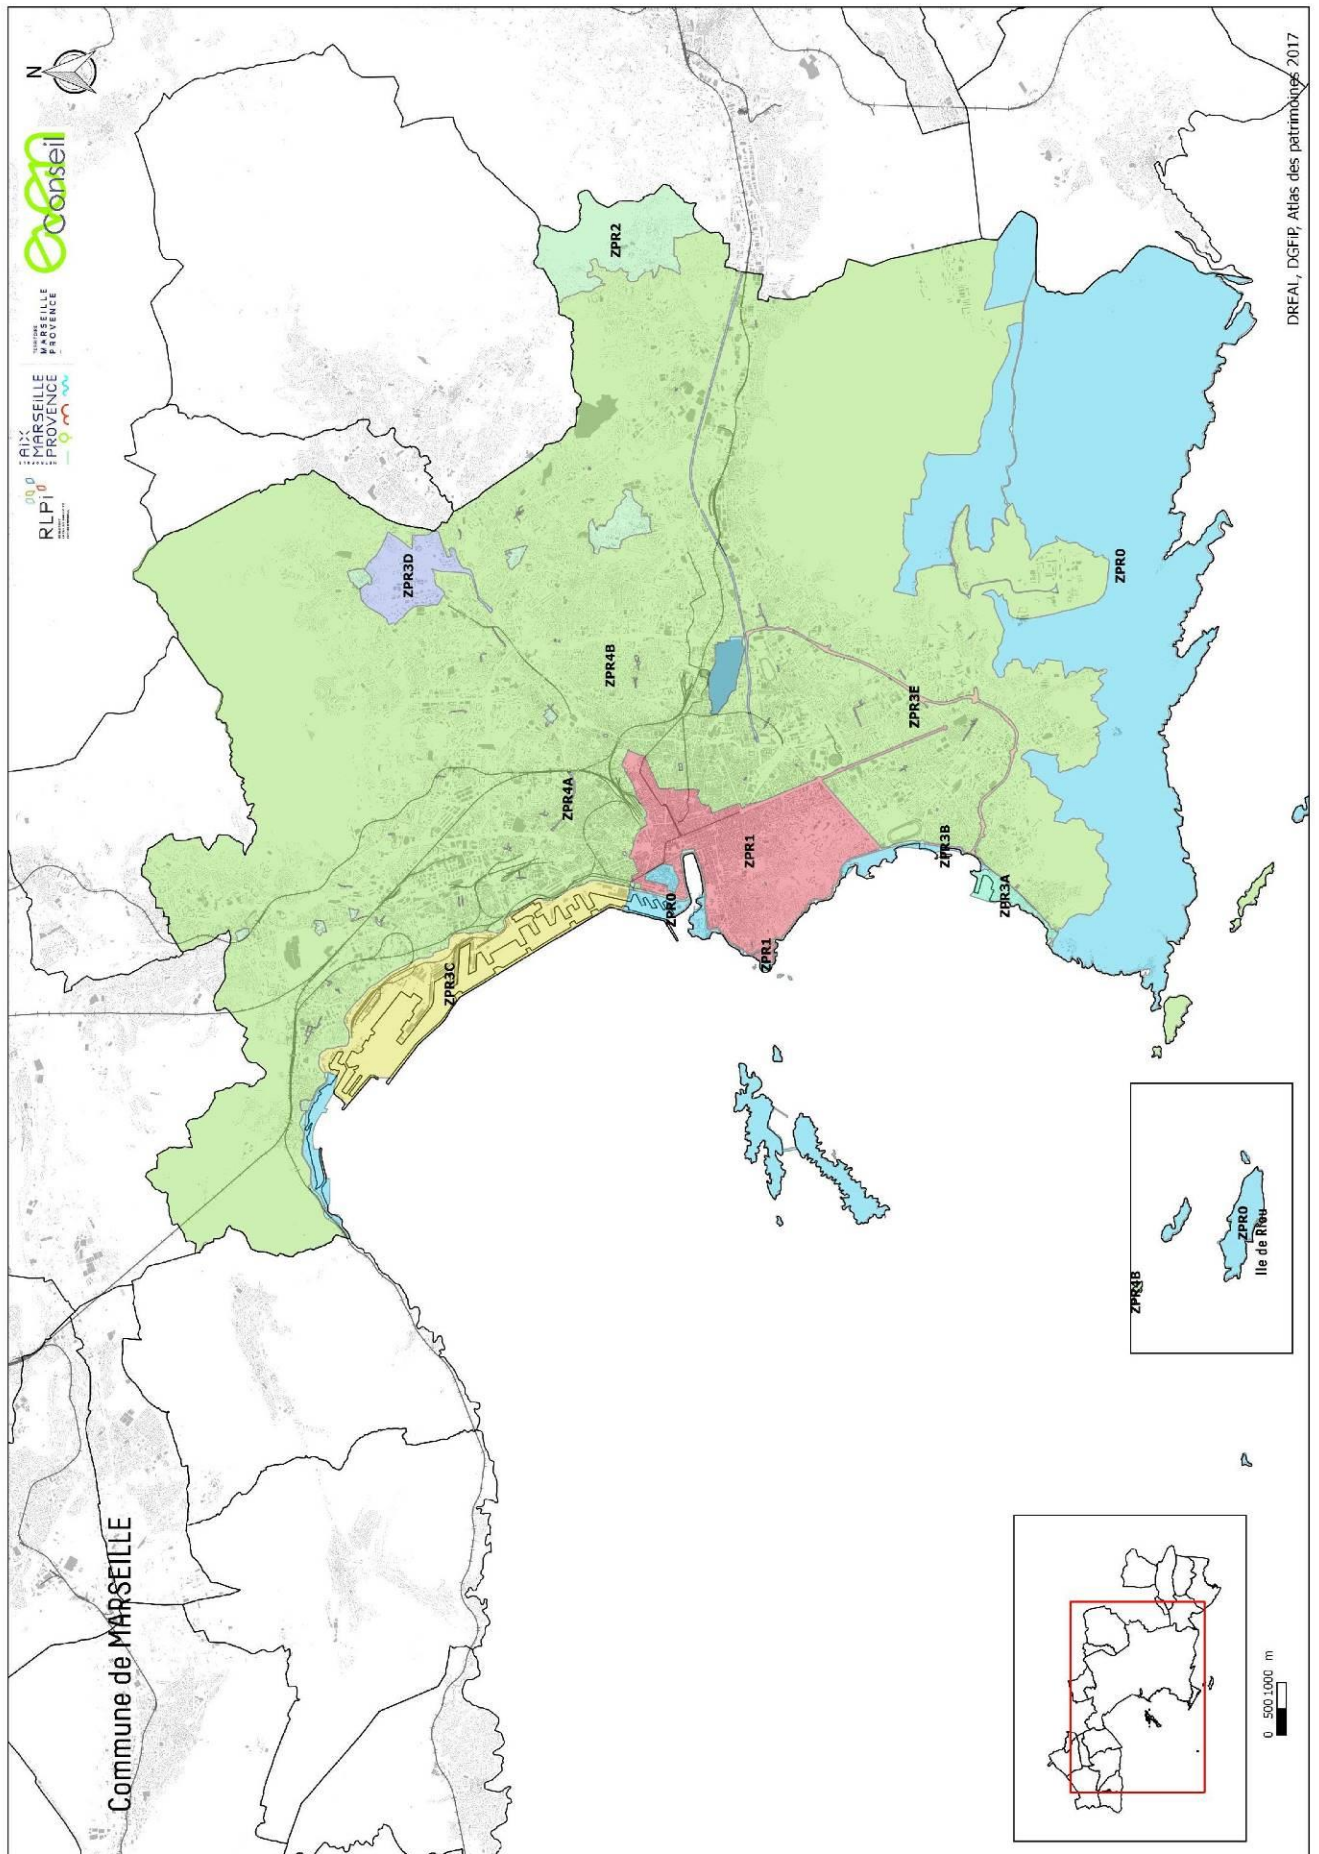 Commune de MARSEILLE
RLPi
AIX
MARSEILLE
PROVENCE
TERRITOIRE
MARSEILLE
PROVENCE
even
conseil
N
ZPR2
ZPR3D
ZPR4B
ZPR4A
ZPR3C
ZPR0
ZPR1
ZPR1
ZPR3E
ZPR3B
ZPR3A
ZPR0
ZPR4B
ZPR0
Ile de Riou
0 500 1000 m
DREAL, DGFiP, Atlas des patrimoines 2017